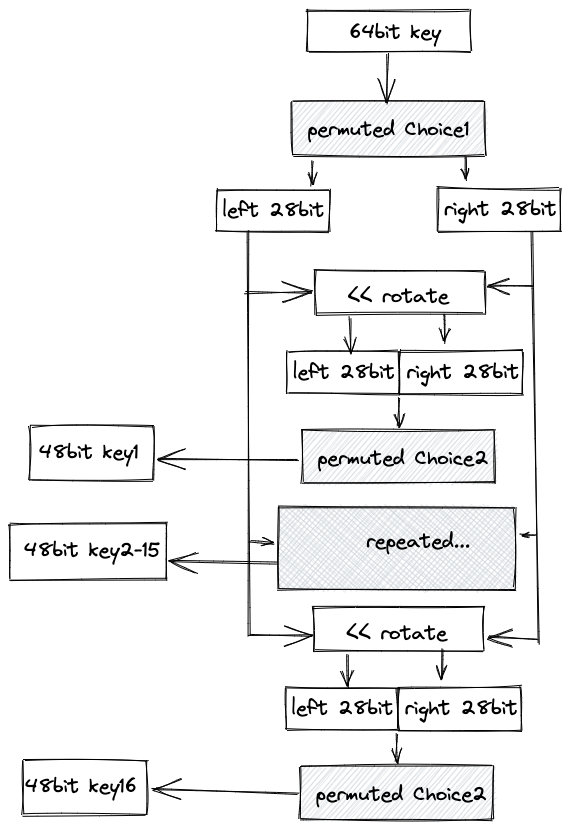 64bit key
permuted Choice1
left 28bit
right 28bit
<< rotate
left 28bit
right 28bit
48bit key1
permuted Choice2
repeated...
48bit key2-15
<< rotate
left 28bit
right 28bit
48bit key16
permuted Choice2